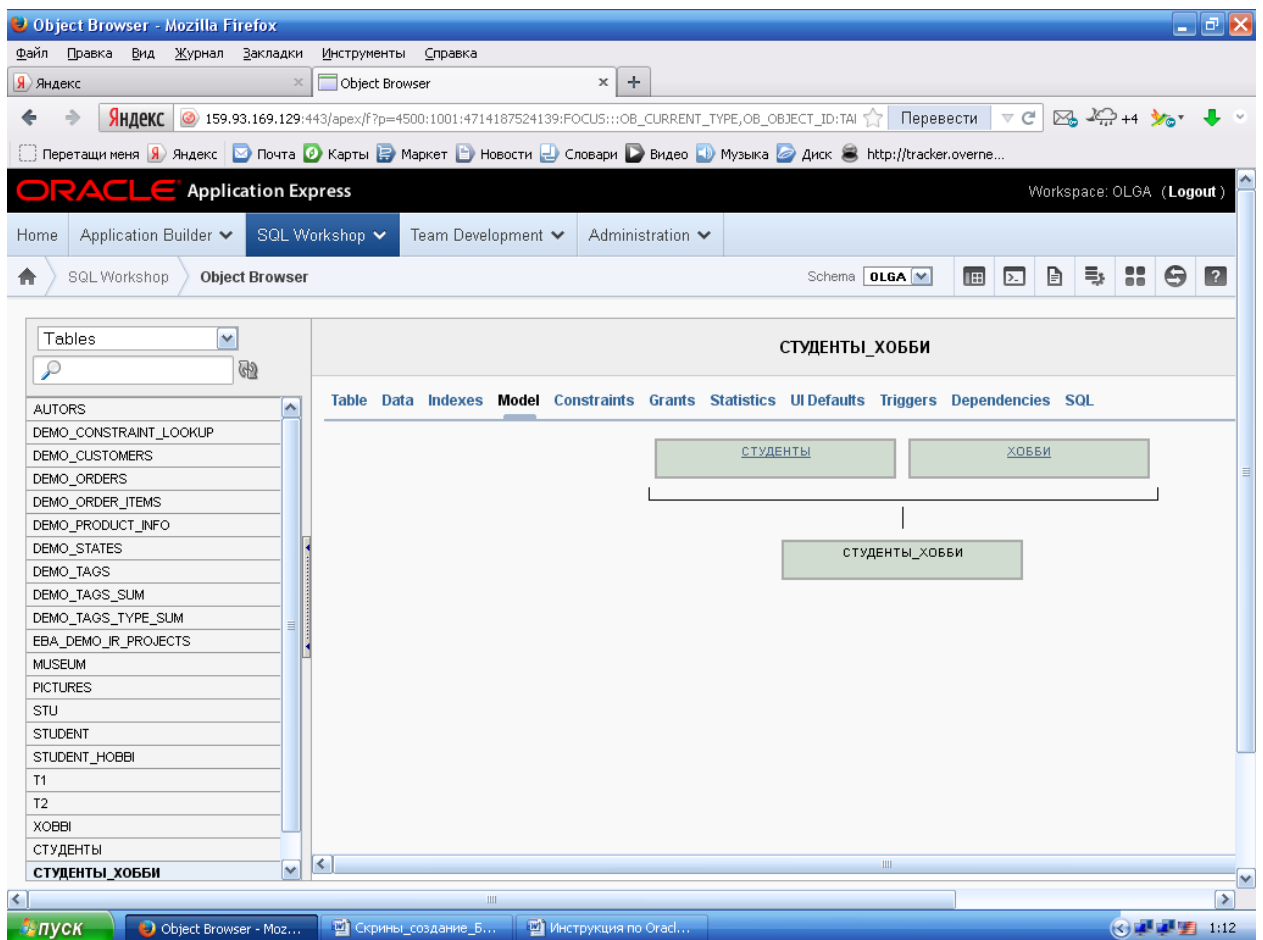 Object Browser - Mozilla Firefox
Файл Правка Вид Журнал Закладки Инструменты Справка
Яндекс Object Browser
Яндекс 159.93.169.129:443/apex/f?p=4500:1001:4714187524139:FOCUS:::OB_CURRENT_TYPE,OB_OBJECT_ID:TAI Перевести +4
Перетащи меня Яндекс Почта Карты Маркет Новости Словари Видео Музыка Диск http://tracker.overne...
ORACLE Application Express Workspace: OLGA (Logout)
Home Application Builder SQL Workshop Team Development Administration
SQL Workshop Object Browser Schema OLGA
Tables
СТУДЕНТЫ_ХОББИ
Table Data Indexes Model Constraints Grants Statistics UI Defaults Triggers Dependencies SQL
AUTORS
DEMO_CONSTRAINT_LOOKUP
DEMO_CUSTOMERS
DEMO_ORDERS
DEMO_ORDER_ITEMS
DEMO_PRODUCT_INFO
DEMO_STATES
DEMO_TAGS
DEMO_TAGS_SUM
DEMO_TAGS_TYPE_SUM
EBA_DEMO_IR_PROJECTS
MUSEUM
PICTURES
STU
STUDENT
STUDENT_HOBBI
T1
T2
XOBBI
СТУДЕНТЫ
СТУДЕНТЫ_ХОББИ
СТУДЕНТЫ ХОББИ
СТУДЕНТЫ_ХОББИ
пуск Object Browser - Moz... Скрины_создание_Б... Инструкция по Oracl... 1:12